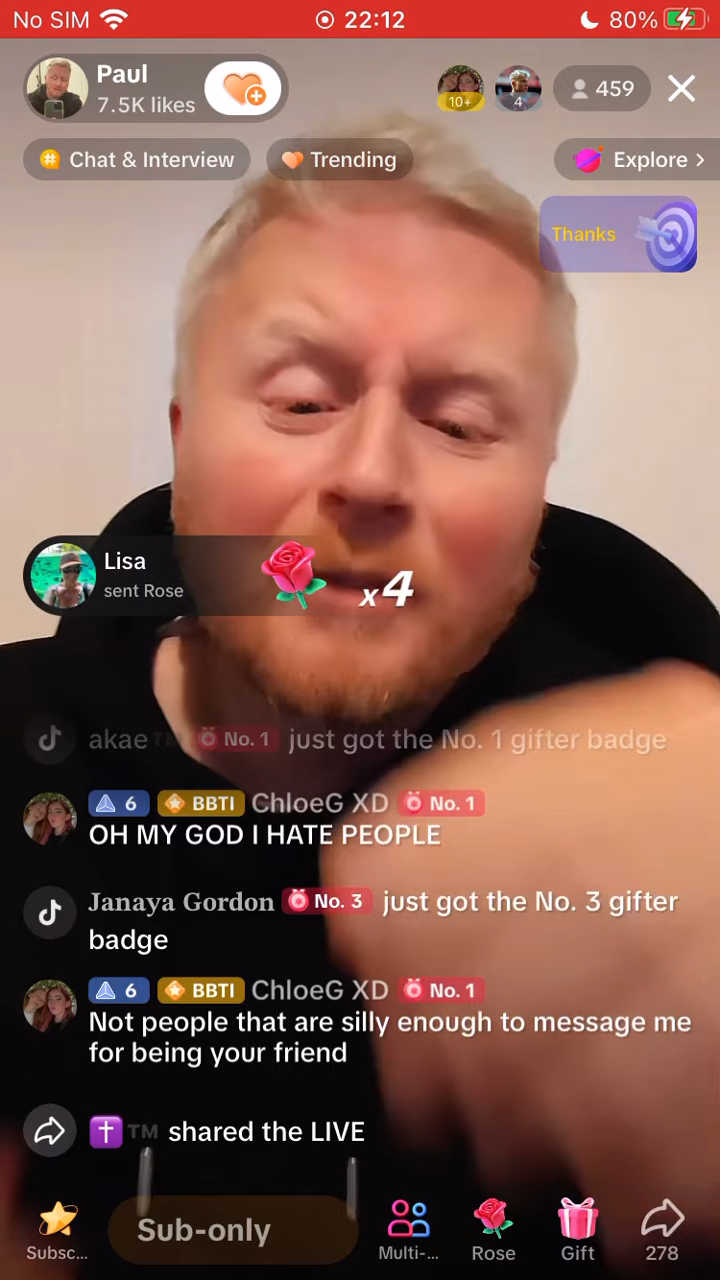 No SIM 22:12 80%
Paul
7.5K likes
10+
4
459
# Chat & Interview
Trending
Explore >
Thanks
Lisa
sent Rose
x4
akae TM No. 1 just got the No. 1 gifter badge
6 BBTI ChloeG XD No. 1
OH MY GOD I HATE PEOPLE
Janaya Gordon No. 3 just got the No. 3 gifter
badge
6 BBTI ChloeG XD No. 1
Not people that are silly enough to message me
for being your friend
✝️TM shared the LIVE
Sub-only
Subsc... Multi-... Rose Gift 278